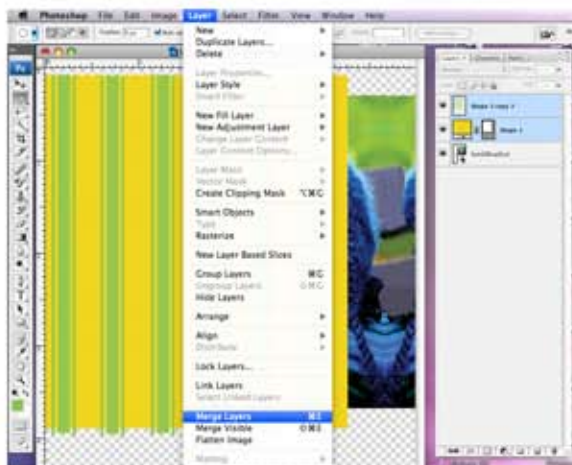 Photoshop File Edit Image Layer Select Filter View Window Help
New
Duplicate Layers...
Delete
Layer Properties...
Layer Style
Smart Filter
New Fill Layer
New Adjustment Layer
Change Layer Content
Layer Content Options...
Layer Mask
Vector Mask
Create Clipping Mask ⌥⌘G
Smart Objects
Type
Rasterize
New Layer Based Slices
Group Layers ⌘G
Ungroup Layers ⇧⌘G
Hide Layers
Arrange
Align
Distribute
Lock Layers...
Link Layers
Select Linked Layers
Merge Layers ⌘E
Merge Visible ⇧⌘E
Flatten Image
Matting
Ps
Shape 1